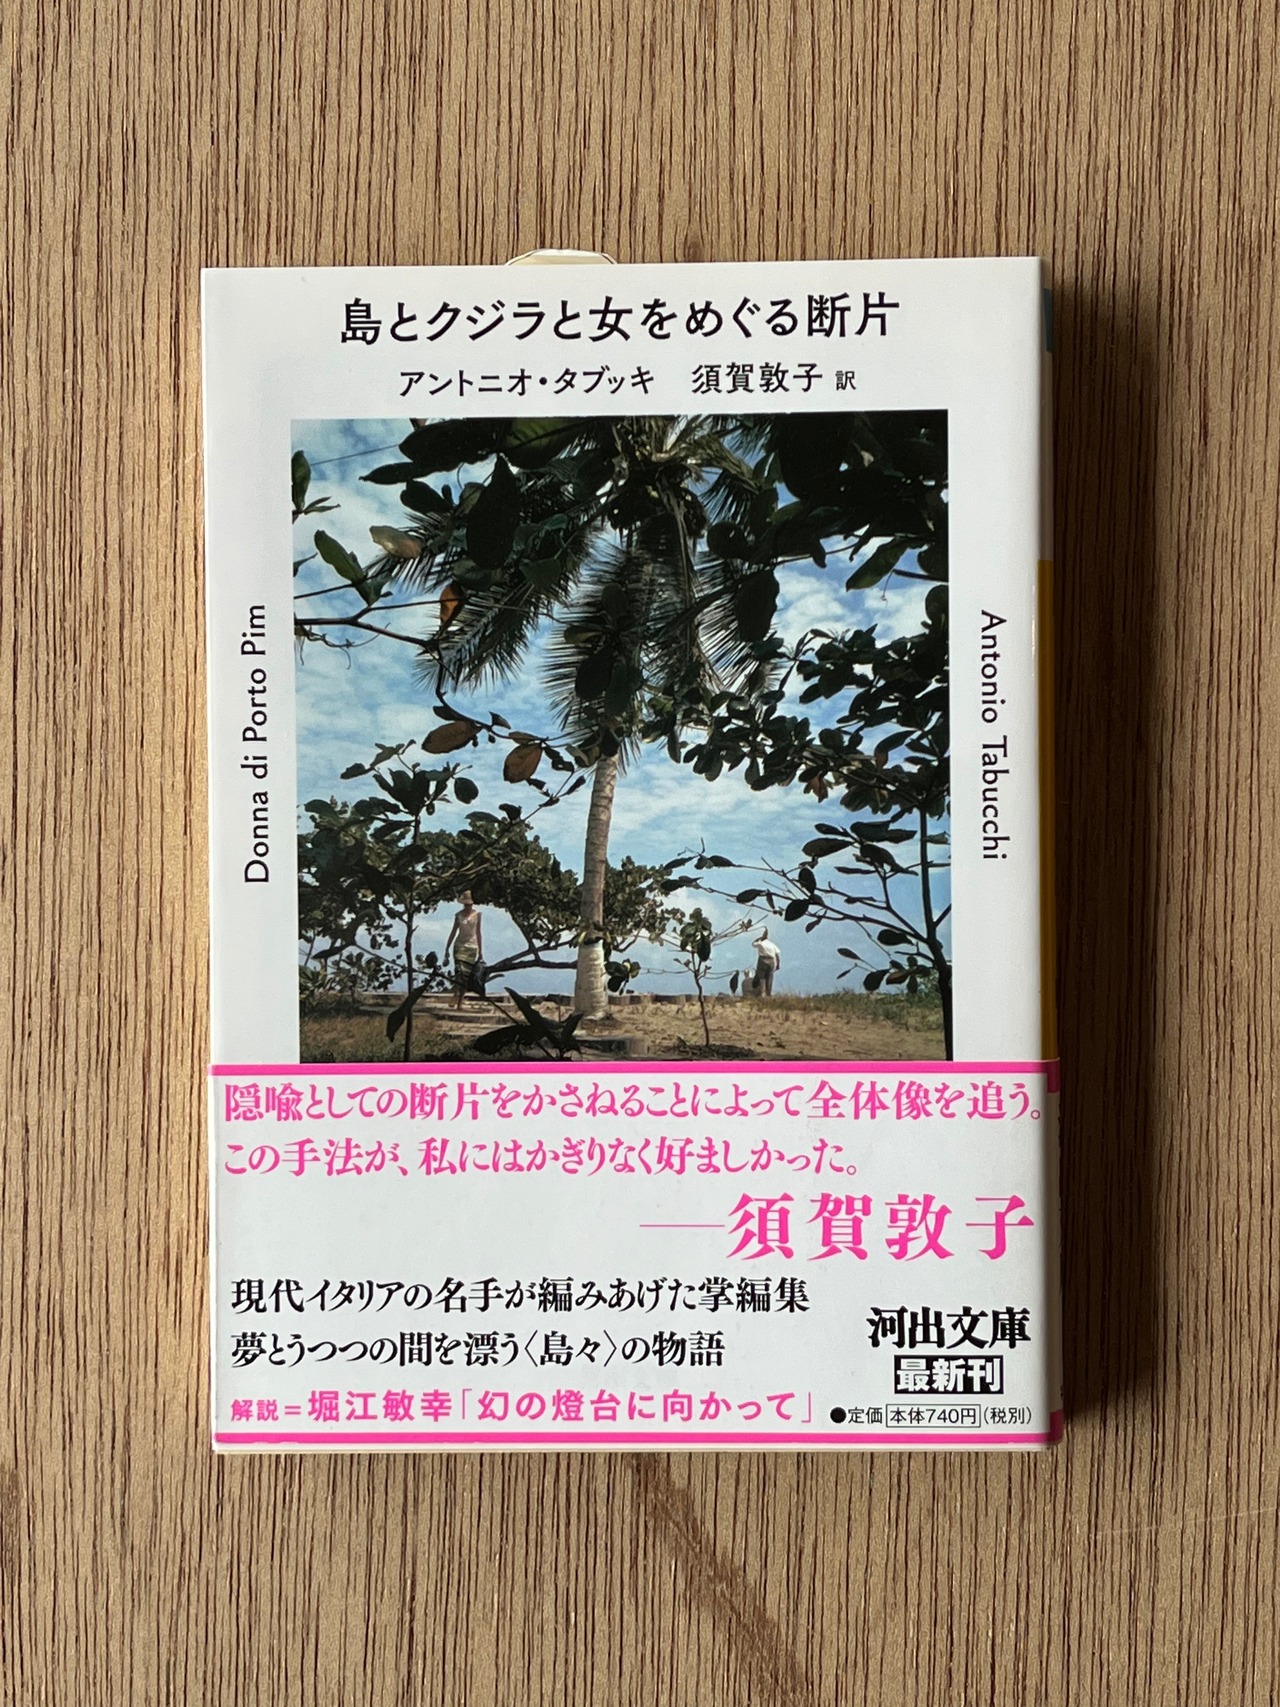 島とクジラと女をめぐる断片
アントニオ・タブッキ　須賀敦子 訳
Donna di Porto Pim
Antonio Tabucchi
隠喩としての断片をかさねることによって全体像を追う。
この手法が、私にはかぎりなく好ましかった。
──須賀敦子
現代イタリアの名手が編みあげた掌編集
夢とうつつの間を漂う〈島々〉の物語
解説＝堀江敏幸「幻の燈台に向かって」
河出文庫
最新刊
●定価 本体740円（税別）